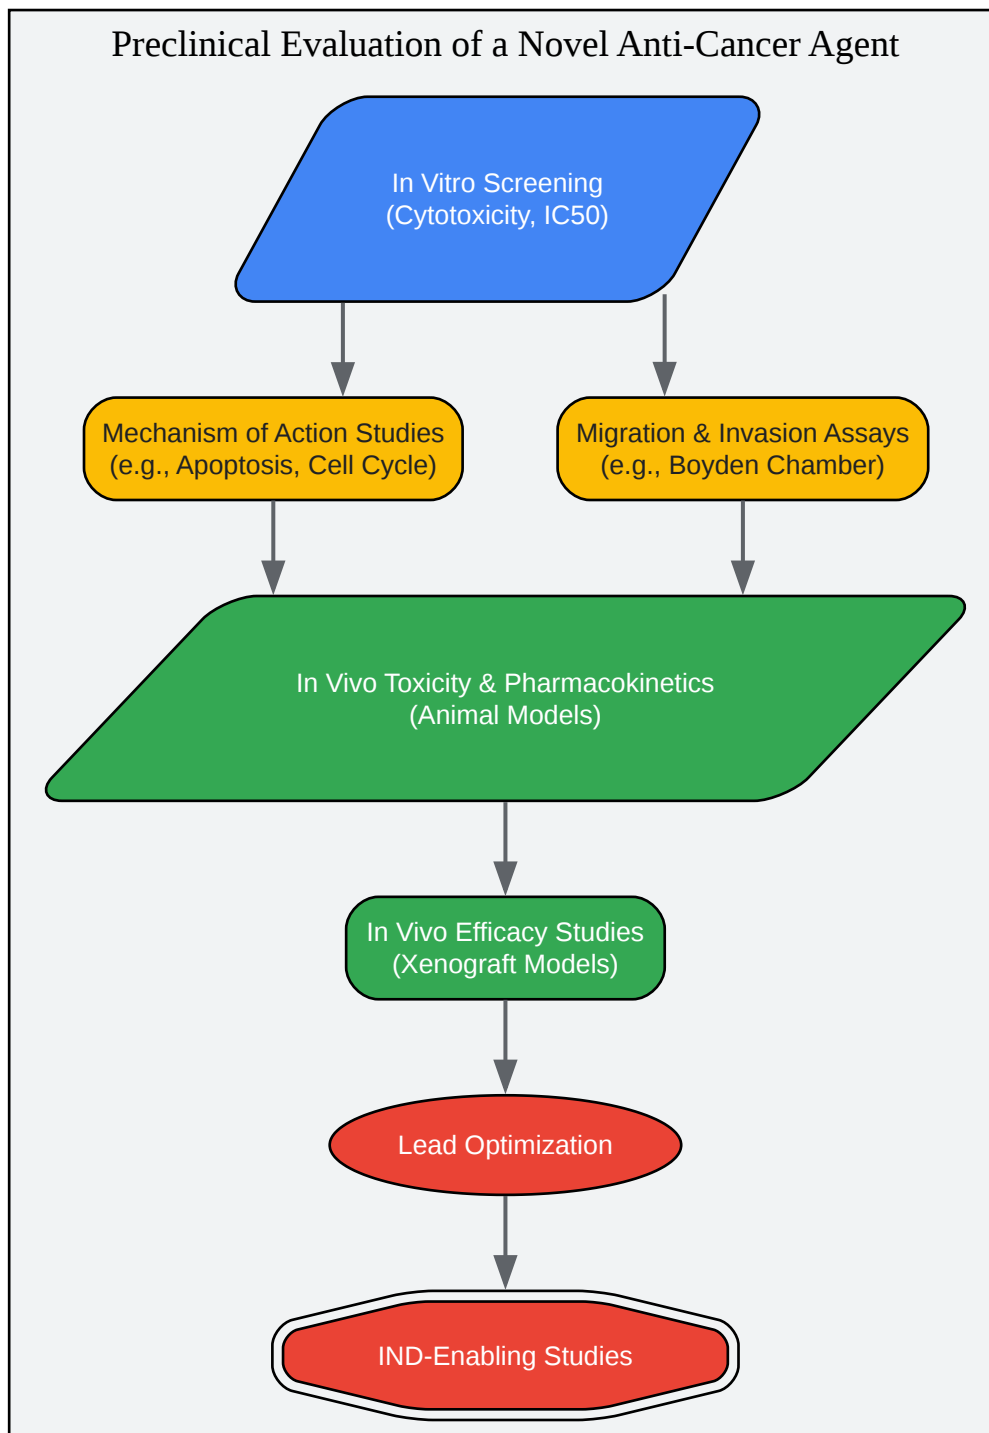 Preclinical Evaluation of a Novel Anti-Cancer Agent
In Vitro Screening
(Cytotoxicity, IC50)
Mechanism of Action Studies
(e.g., Apoptosis, Cell Cycle)
Migration & Invasion Assays
(e.g., Boyden Chamber)
In Vivo Toxicity & Pharmacokinetics
(Animal Models)
In Vivo Efficacy Studies
(Xenograft Models)
Lead Optimization
IND-Enabling Studies